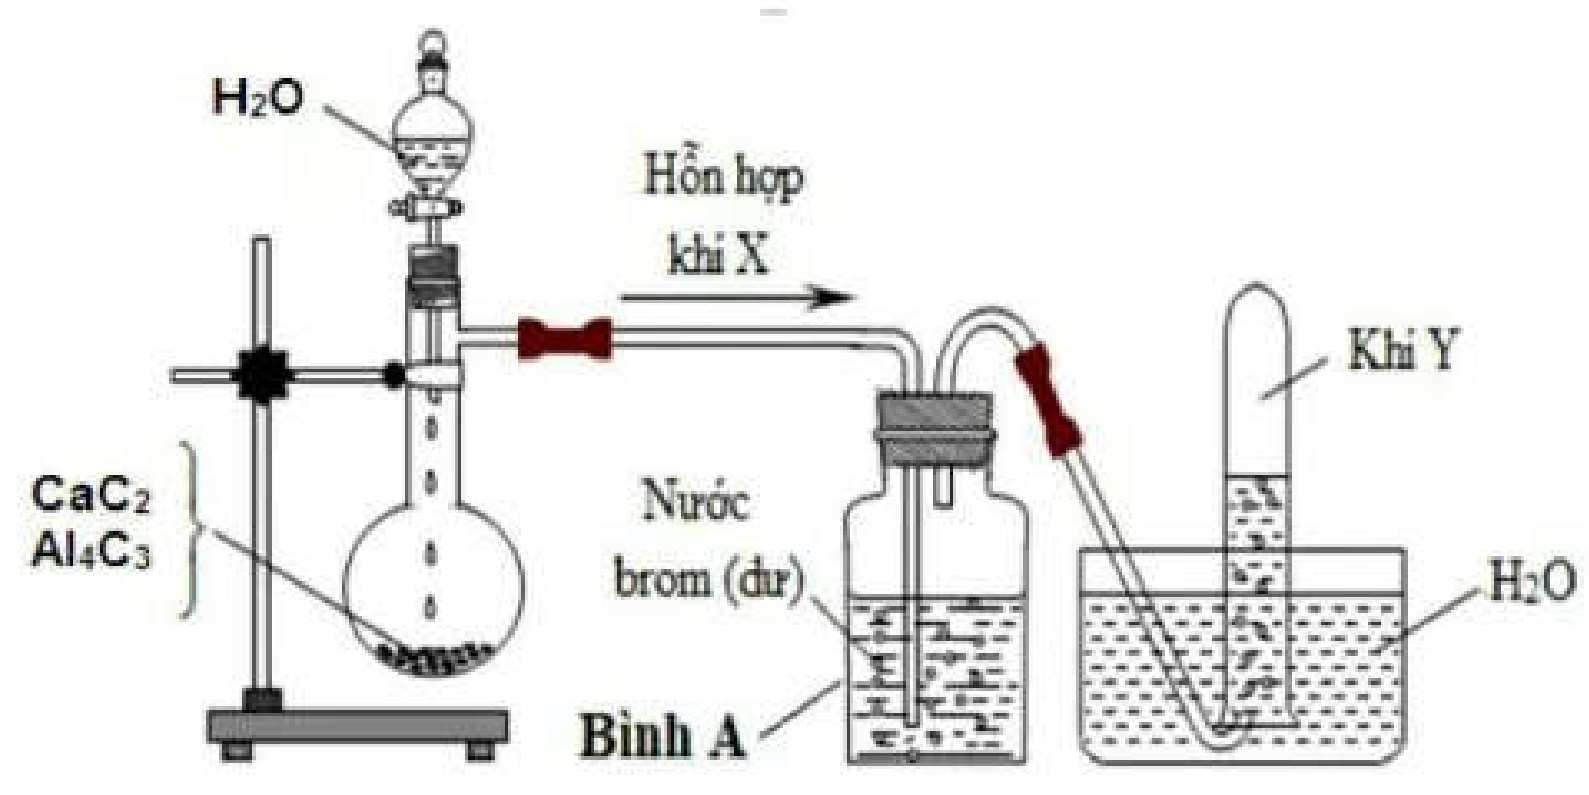 H₂O
Hỗn hợp
khí X
Khí Y
CaC₂
Al₄C₃
Nước
brom (dư)
H₂O
Bình A